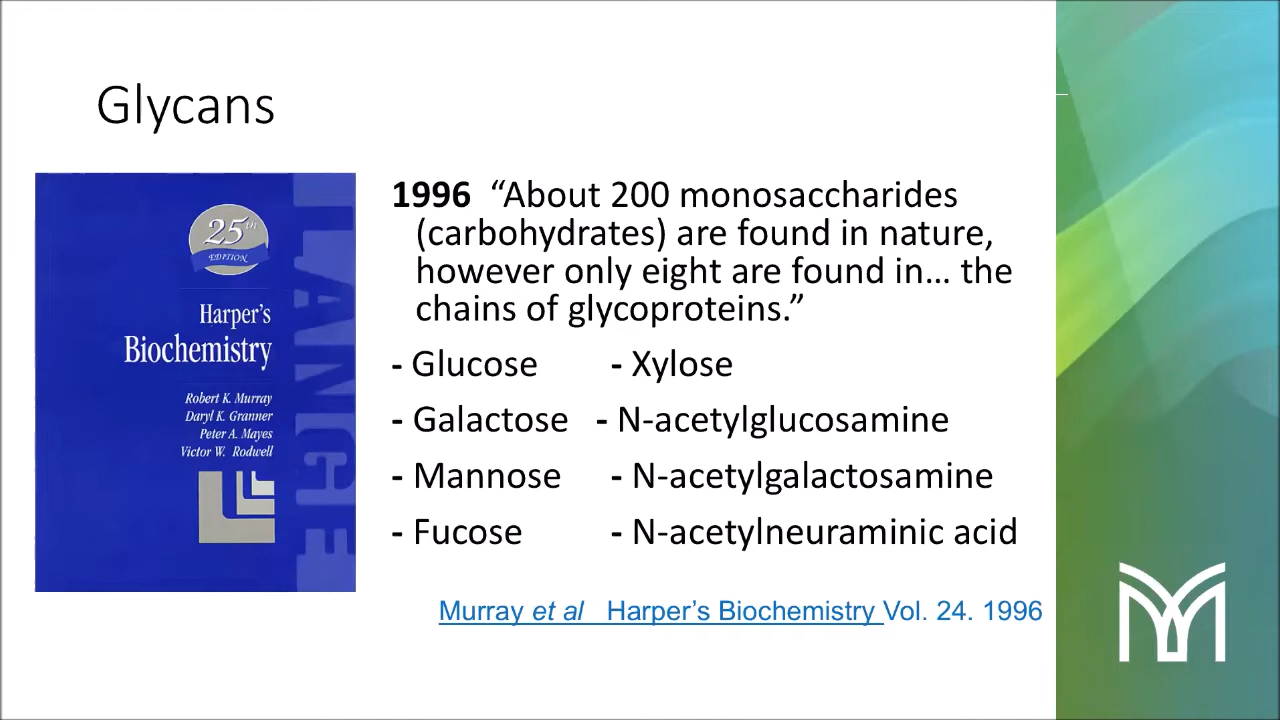 Glycans
25th
EDITION
LANGE
Harper's
Biochemistry
Robert K. Murray
Daryl K. Granner
Peter A. Mayes
Victor W. Rodwell
1996 “About 200 monosaccharides
(carbohydrates) are found in nature,
however only eight are found in… the
chains of glycoproteins.”
- Glucose - Xylose
- Galactose - N-acetylglucosamine
- Mannose - N-acetylgalactosamine
- Fucose - N-acetylneuraminic acid
Murray et al Harper’s Biochemistry Vol. 24. 1996